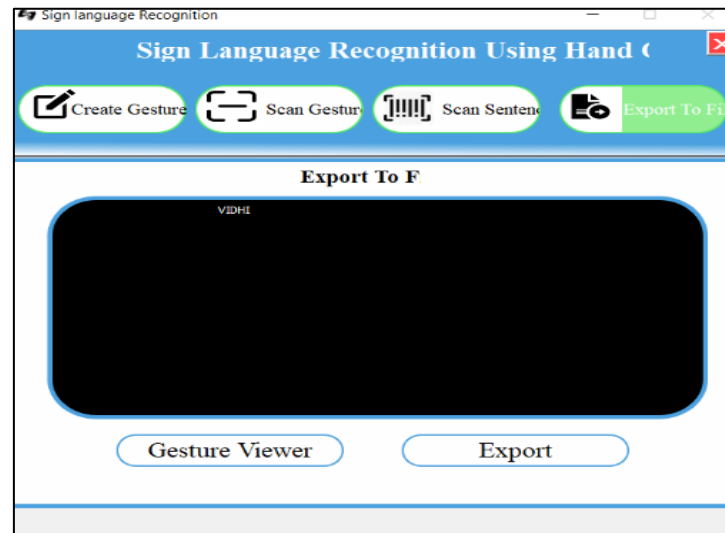 Sign language Recognition
Sign Language Recognition Using Hand
Create Gesture Scan Gestur Scan Senten Export To Fi
Export To F
VIDHI
Gesture Viewer Export